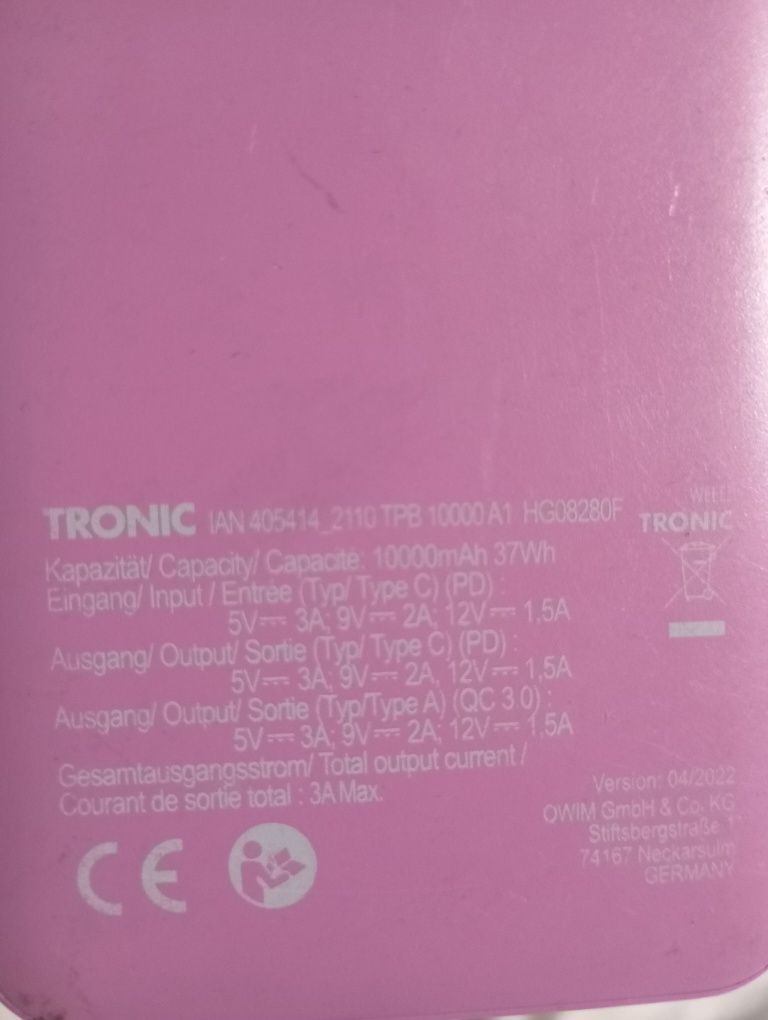 TRONIC IAN 405414_2110 TPB 10000 A1 HG08280F
Kapazität/ Capacity/ Capacité: 10000mAh 37Wh
Eingang/ Input / Entrée (Typ/ Type C) (PD) :
5V⎓ 3A; 9V⎓ 2A; 12V⎓ 1.5A
Ausgang/ Output/ Sortie (Typ/ Type C) (PD) :
5V⎓ 3A; 9V⎓ 2A; 12V⎓ 1,5A
Ausgang/ Output/ Sortie (Typ/Type A) (QC 3.0) :
5V⎓ 3A; 9V⎓ 2A; 12V⎓ 1.5A
Gesamtausgangsstrom/ Total output current /
Courant de sortie total : 3A Max.
CE
TRONIC
Version: 04/2022
OWIM GmbH & Co. KG
Stiftsbergstraße 1
74167 Neckarsulm
GERMANY